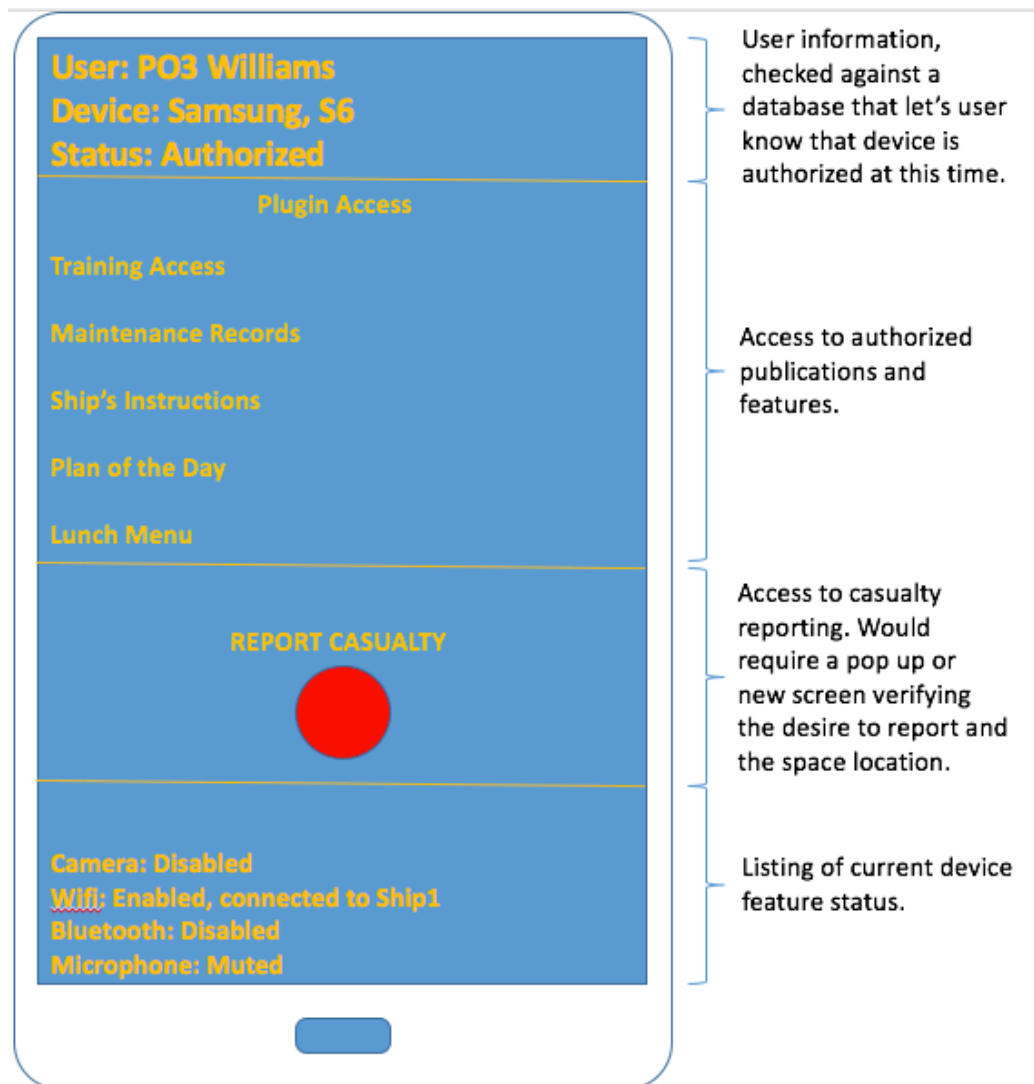 User: PO3 Williams
Device: Samsung, S6
Status: Authorized
Plugin Access
Training Access
Maintenance Records
Ship's Instructions
Plan of the Day
Lunch Menu
REPORT CASUALTY
Camera: Disabled
Wifi: Enabled, connected to Ship1
Bluetooth: Disabled
Microphone: Muted
User information,
checked against a
database that let's user
know that device is
authorized at this time.
Access to authorized
publications and
features.
Access to casualty
reporting. Would
require a pop up or
new screen verifying
the desire to report and
the space location.
Listing of current device
feature status.